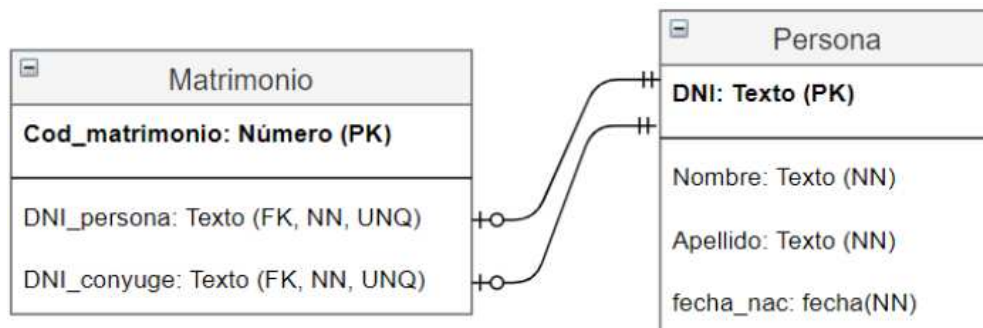 Matrimonio
Cod_matrimonio: Número (PK)
DNI_persona: Texto (FK, NN, UNQ)
DNI_conyuge: Texto (FK, NN, UNQ)
Persona
DNI: Texto (PK)
Nombre: Texto (NN)
Apellido: Texto (NN)
fecha_nac: fecha(NN)